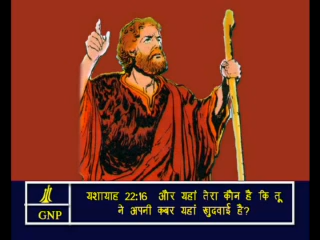 यशायाह 22:16 और यहां तेरा कौन है कि तू
ने अपनी कबर यहां खुदवाई है?
GNP